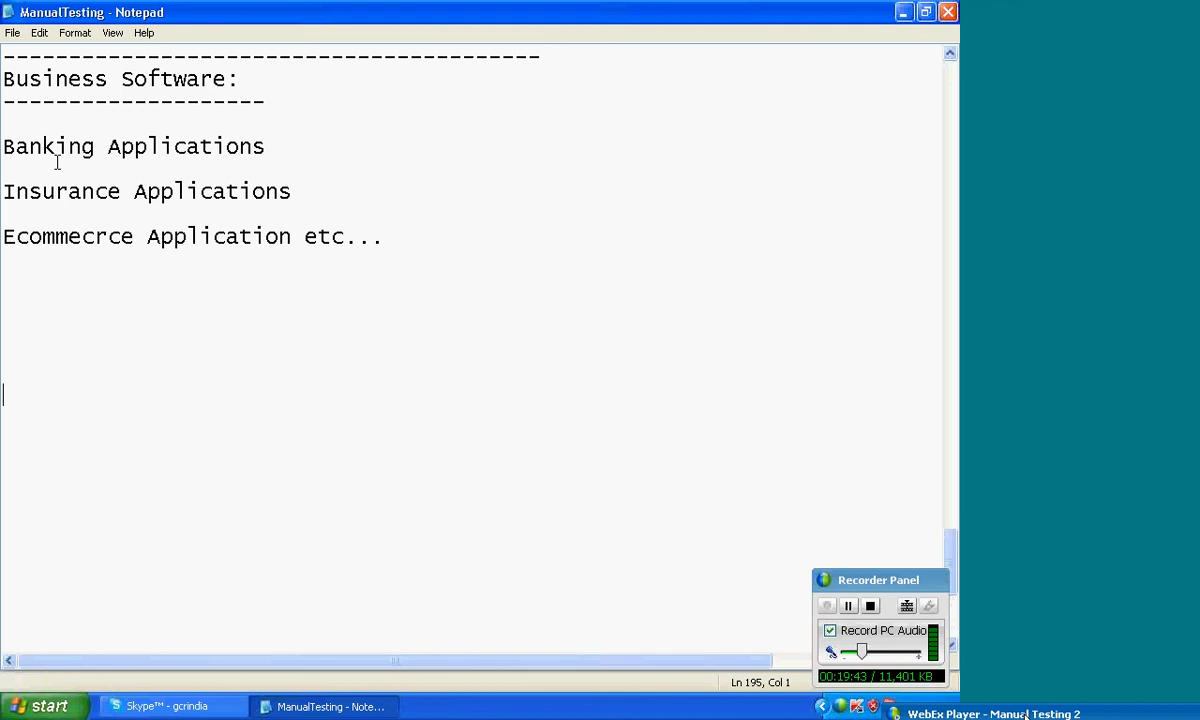 ManualTesting - Notepad
File Edit Format View Help
-----------------------------------------
Business Software:
--------------------
Banking Applications
Insurance Applications
Ecommecrce Application etc...
Recorder Panel
Record PC Audio
- +
00:19:43 / 11,401 KB
Ln 195, Col 1
start Skype™ - gcrindia ManualTesting - Note...
WebEx Player - Manual Testing 2